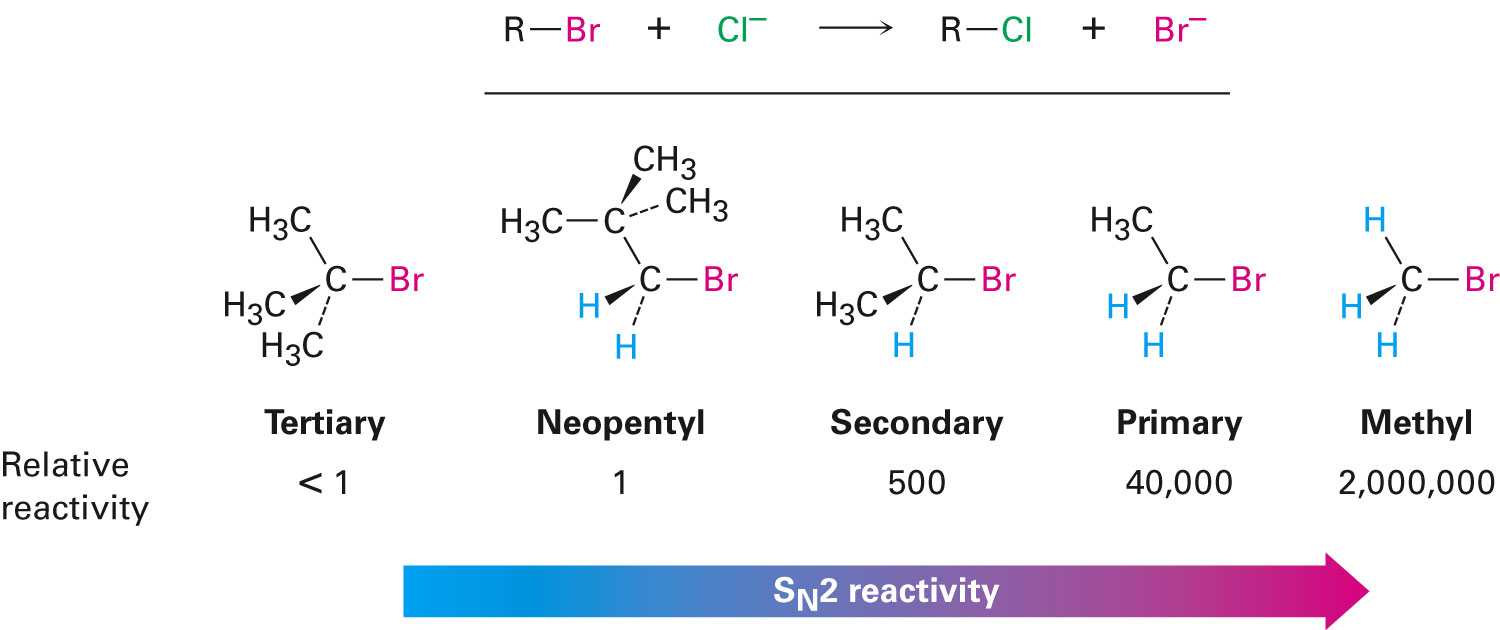 R—Br + Cl⁻ ⟶ R—Cl + Br⁻
CH₃
H₃C—C CH₃
C—Br
H
H
H₃C
C—Br
H₃C
H₃C
H₃C
C—Br
H₃C
H
H₃C
C—Br
H
H
H
C—Br
H
H
Tertiary Neopentyl Secondary Primary Methyl
Relative
reactivity
< 1 1 500 40,000 2,000,000
S_N2 reactivity